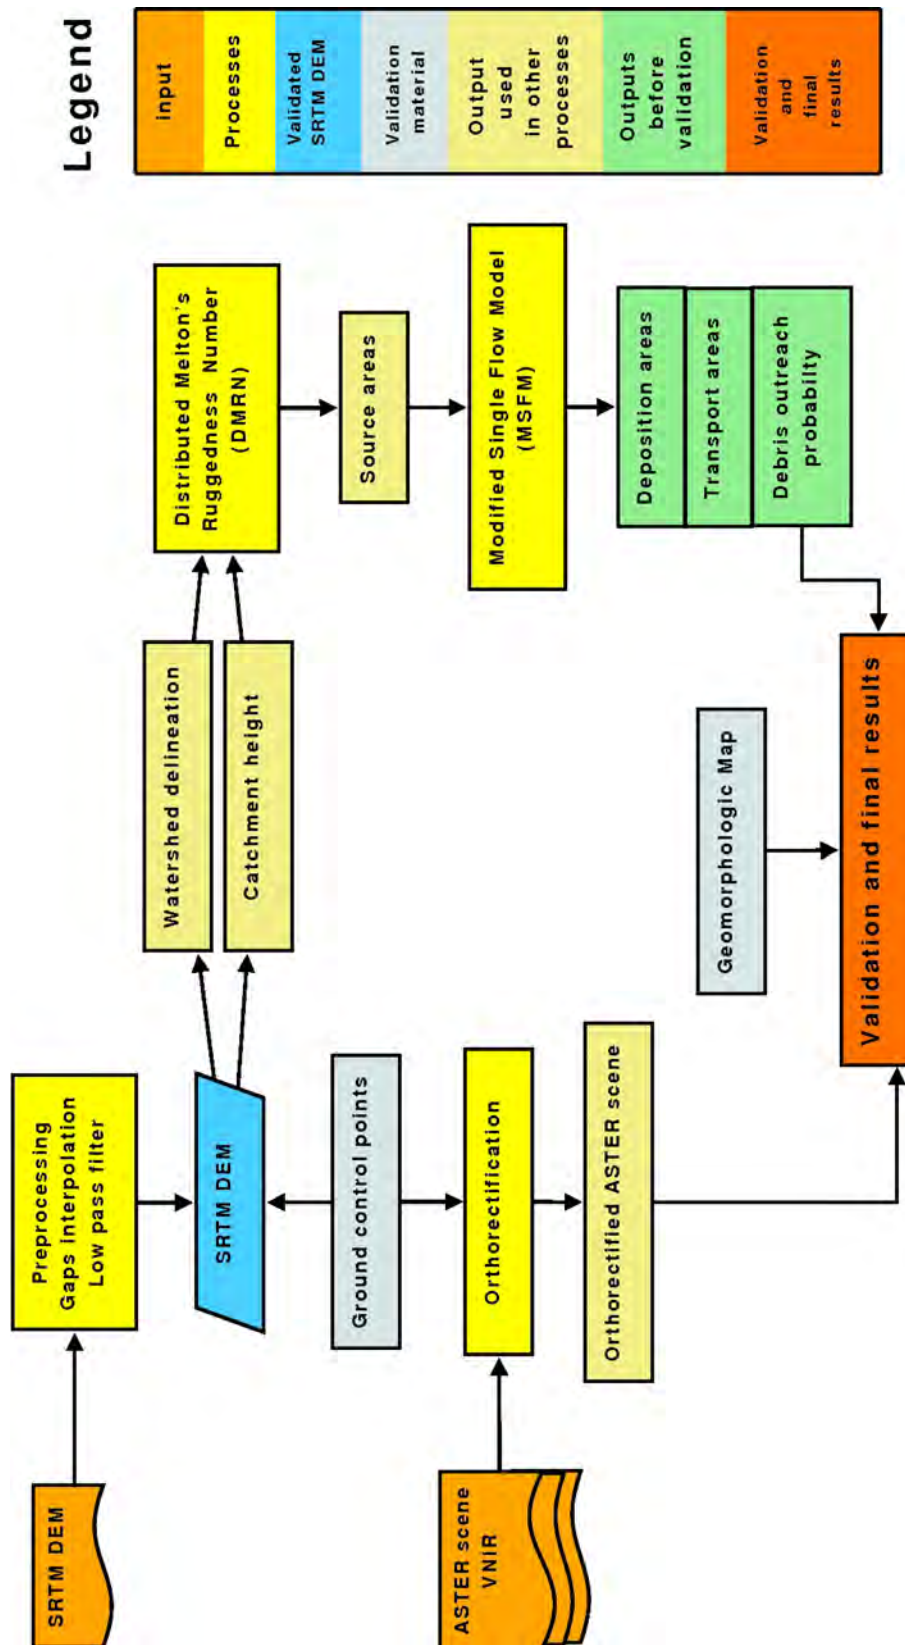 SRTM DEM
Preprocessing
Gaps interpolation
Low pass filter
SRTM DEM
Watershed delineation
Catchment height
Distributed Melton's
Ruggedness Number
(DMRN)
Source areas
Modified Single Flow Model
(MSFM)
Deposition areas
Transport areas
Debris outreach
probabilty
Ground control points
ASTER scene
VNIR
Orthorectification
Orthorectified ASTER scene
Geomorphologic Map
Validation and final results
Legend
input
Processes
Validated
SRTM DEM
Validation
material
Output
used
in other
processes
Outputs
before
validation
Validation
and
final
results